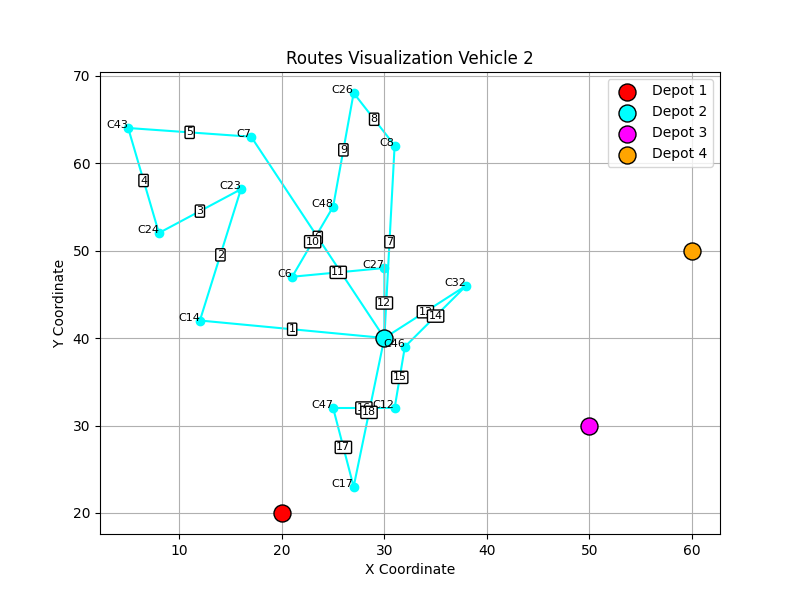 Routes Visualization Vehicle 2
Depot 1
Depot 2
Depot 3
Depot 4
Y Coordinate
70
60
50
40
30
20
C26
8
C8
9
C43
5
C7
4
C23
3
C24
2
C48
10
7
C6
11
C27
12
C32
14
C14
1
C46
15
C47
18
C12
17
C17
10
20
30
40
50
60
X Coordinate